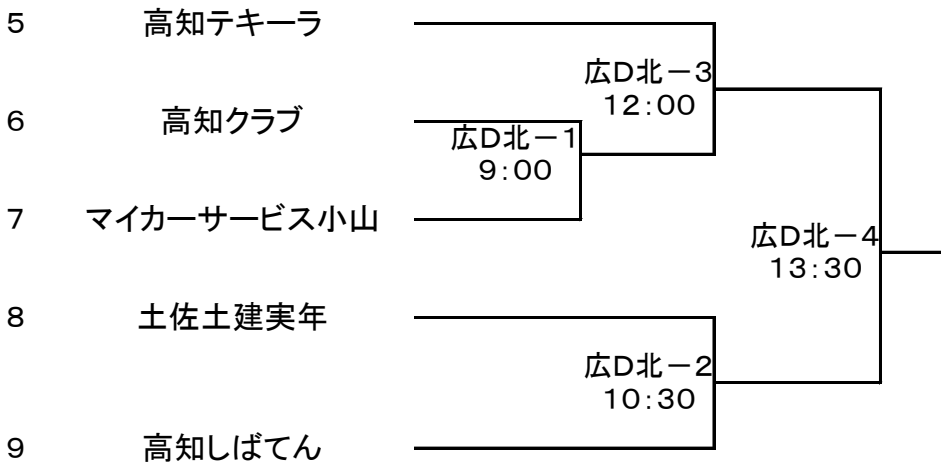 5 高知テキーラ
広D北－3
12:00
6 高知クラブ
広D北－1
9:00
7 マイカーサービス小山
広D北－4
13:30
8 土佐土建実年
広D北－2
10:30
9 高知しばてん